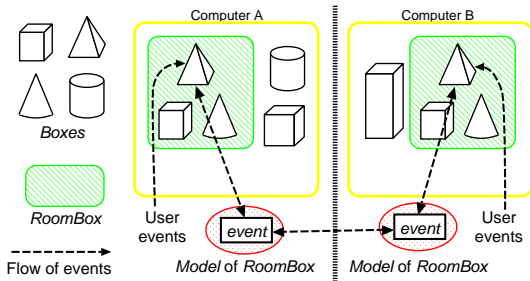 Computer A
Computer B
Boxes
RoomBox
Flow of events
User
events
event
Model of RoomBox
event
User
events
Model of RoomBox